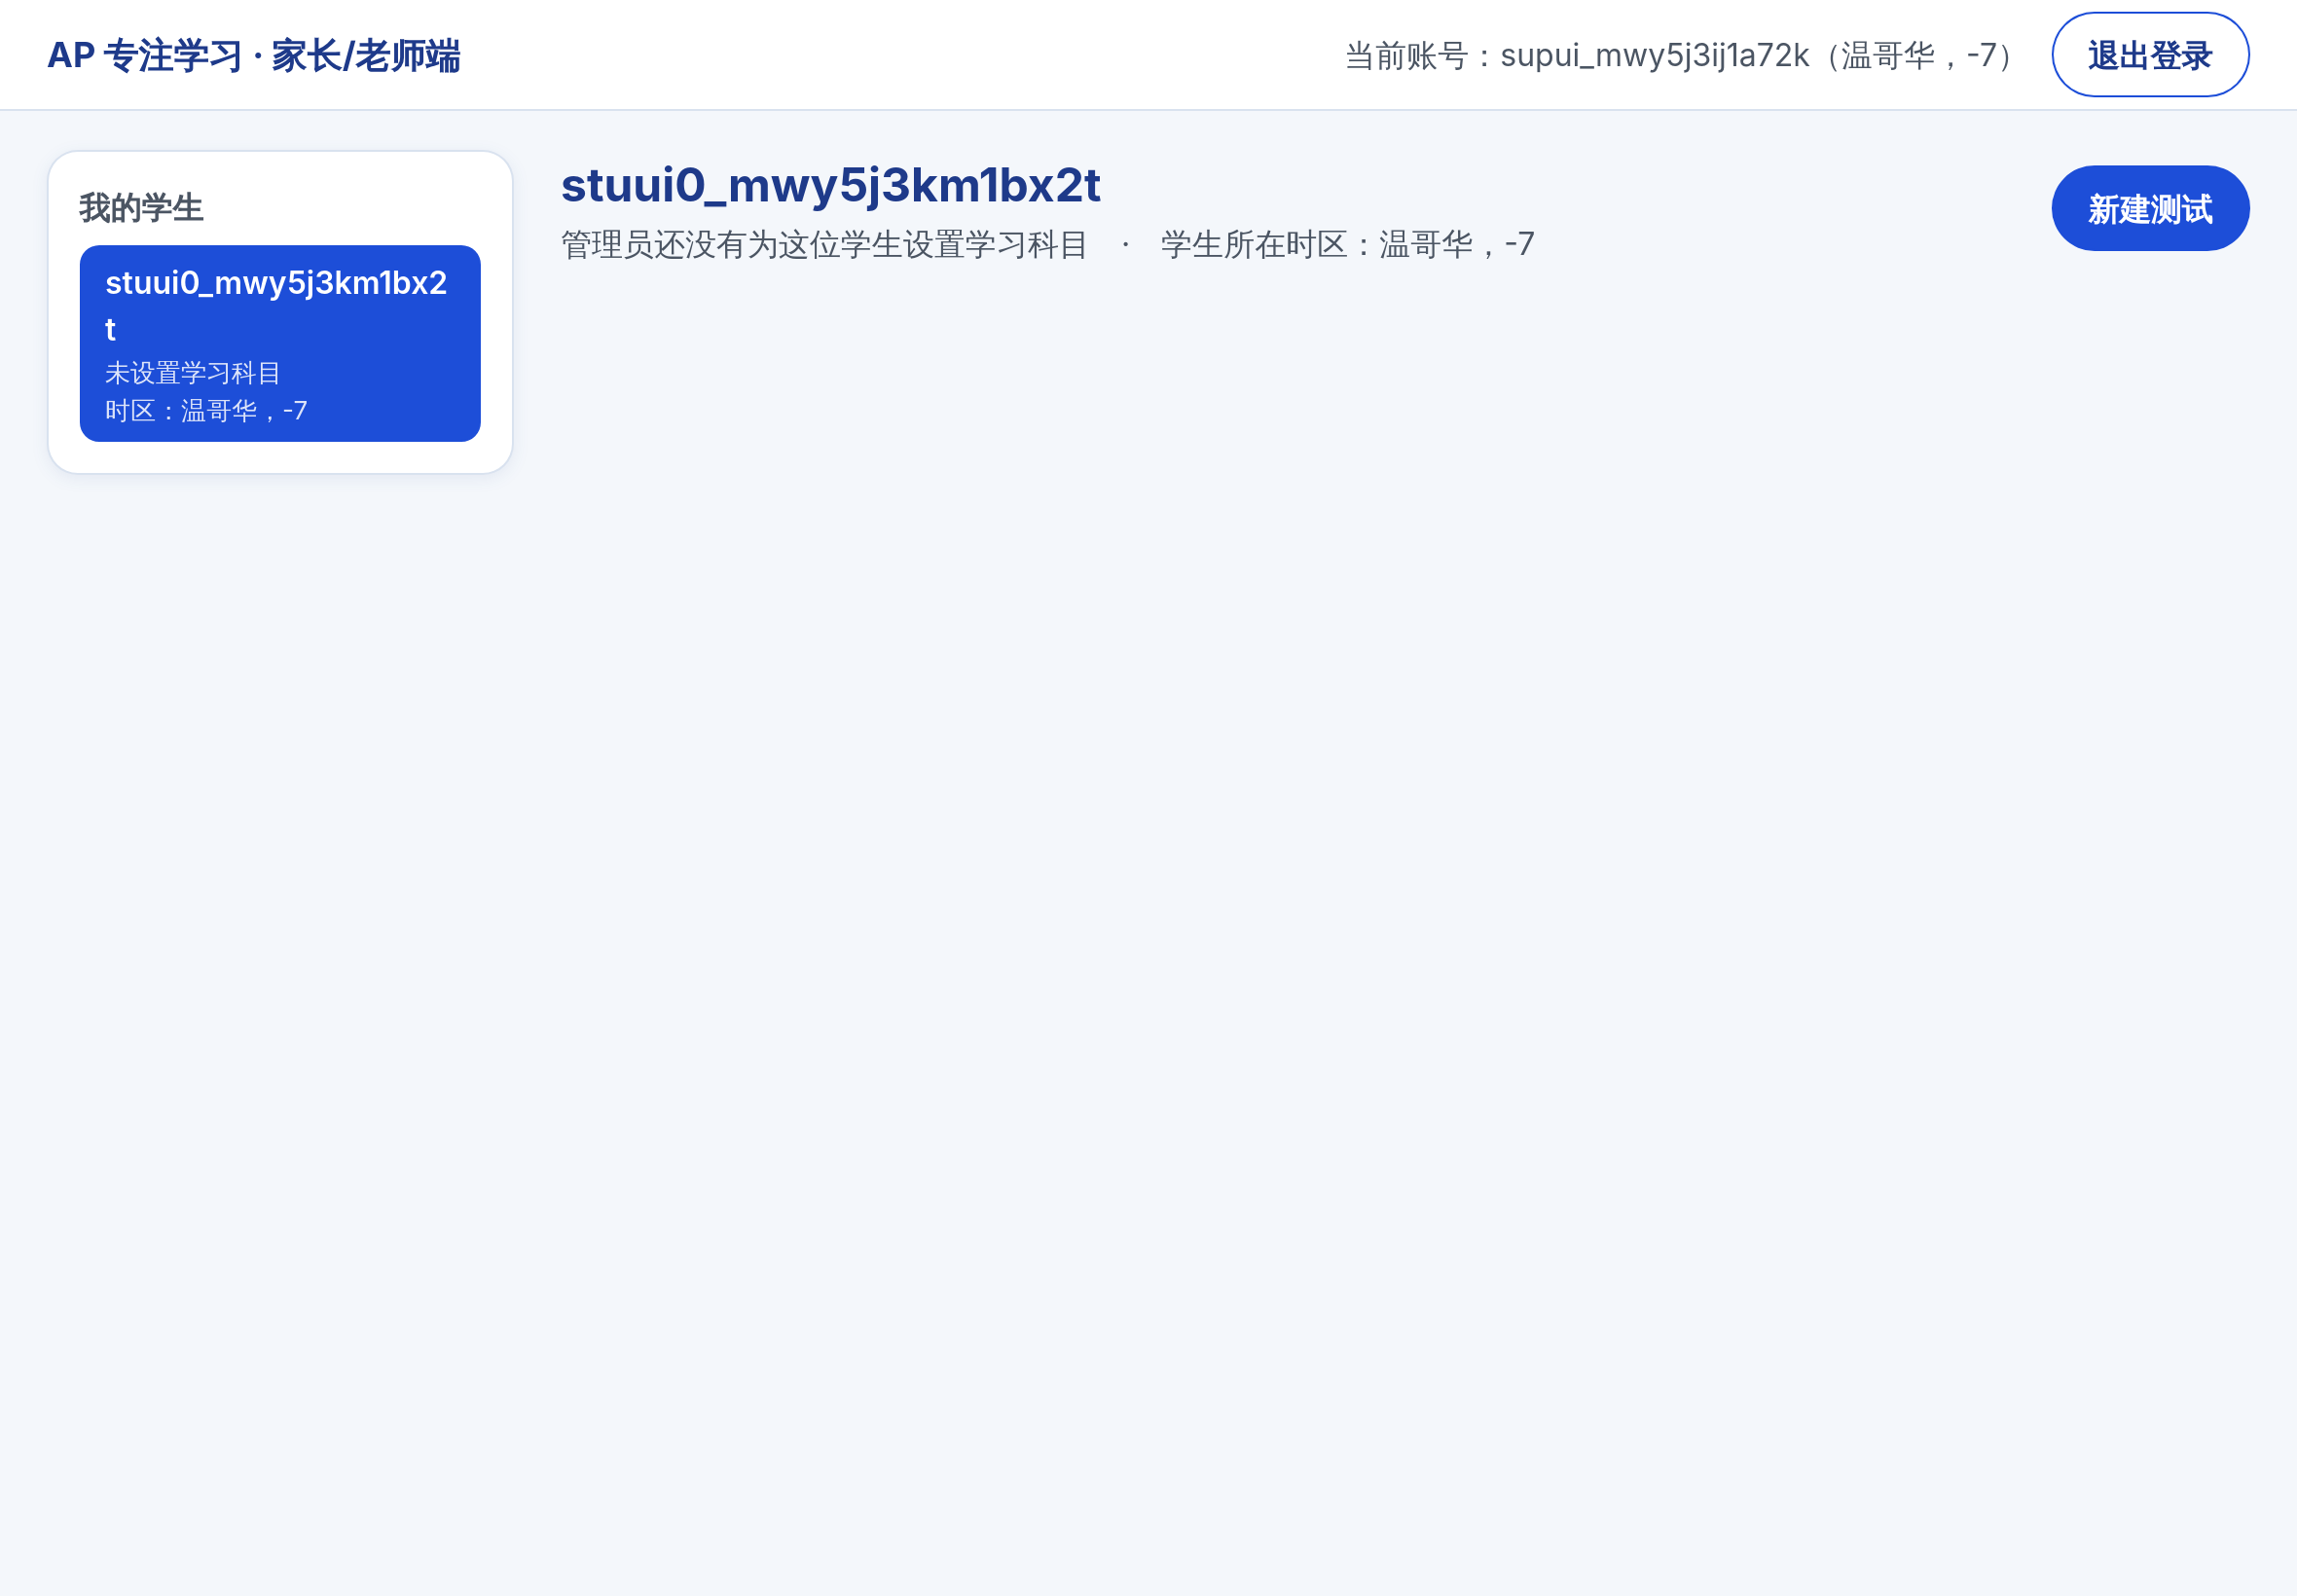 AP 专注学习 · 家长/老师端
当前账号：supui_mwy5j3ij1a72k（温哥华，-7）
退出登录
我的学生
stuui0_mwy5j3km1bx2
t
未设置学习科目
时区：温哥华，-7
stuui0_mwy5j3km1bx2t
管理员还没有为这位学生设置学习科目 · 学生所在时区：温哥华，-7
新建测试